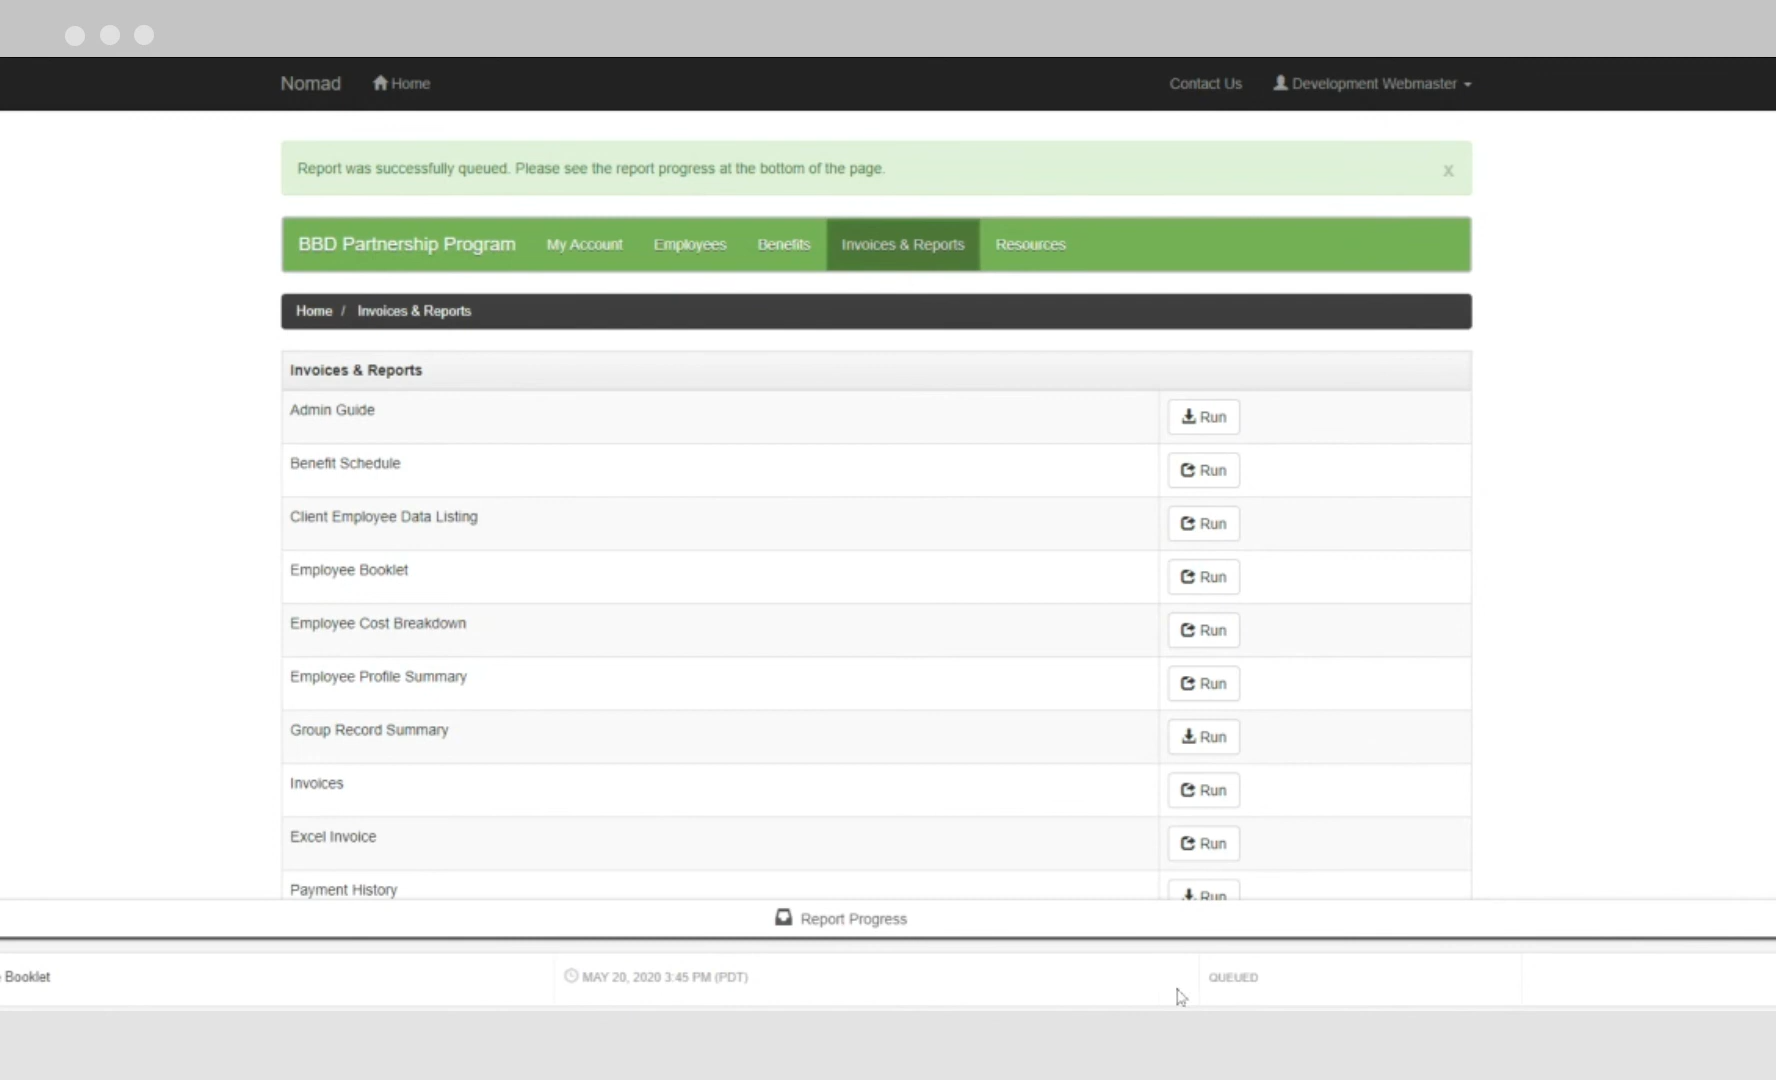 Nomad Home Contact Us Development Webmaster
Report was successfully queued. Please see the report progress at the bottom of the page. x
BBD Partnership Program My Account Employees Benefits Invoices & Reports Resources
Home / Invoices & Reports
Invoices & Reports
Admin Guide Run
Benefit Schedule Run
Client Employee Data Listing Run
Employee Booklet Run
Employee Cost Breakdown Run
Employee Profile Summary Run
Group Record Summary Run
Invoices Run
Excel Invoice Run
Payment History Run
Report Progress
Booklet MAY 20, 2020 3:45 PM (PDT) QUEUED